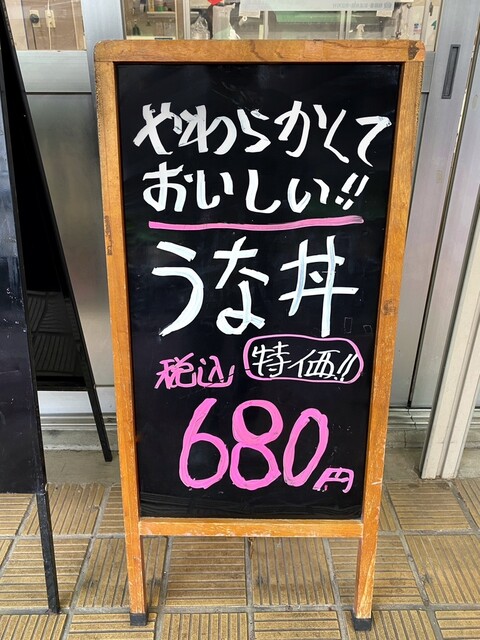 やわらかくて
おいしい!!
うな丼
税込 特価!!
680円